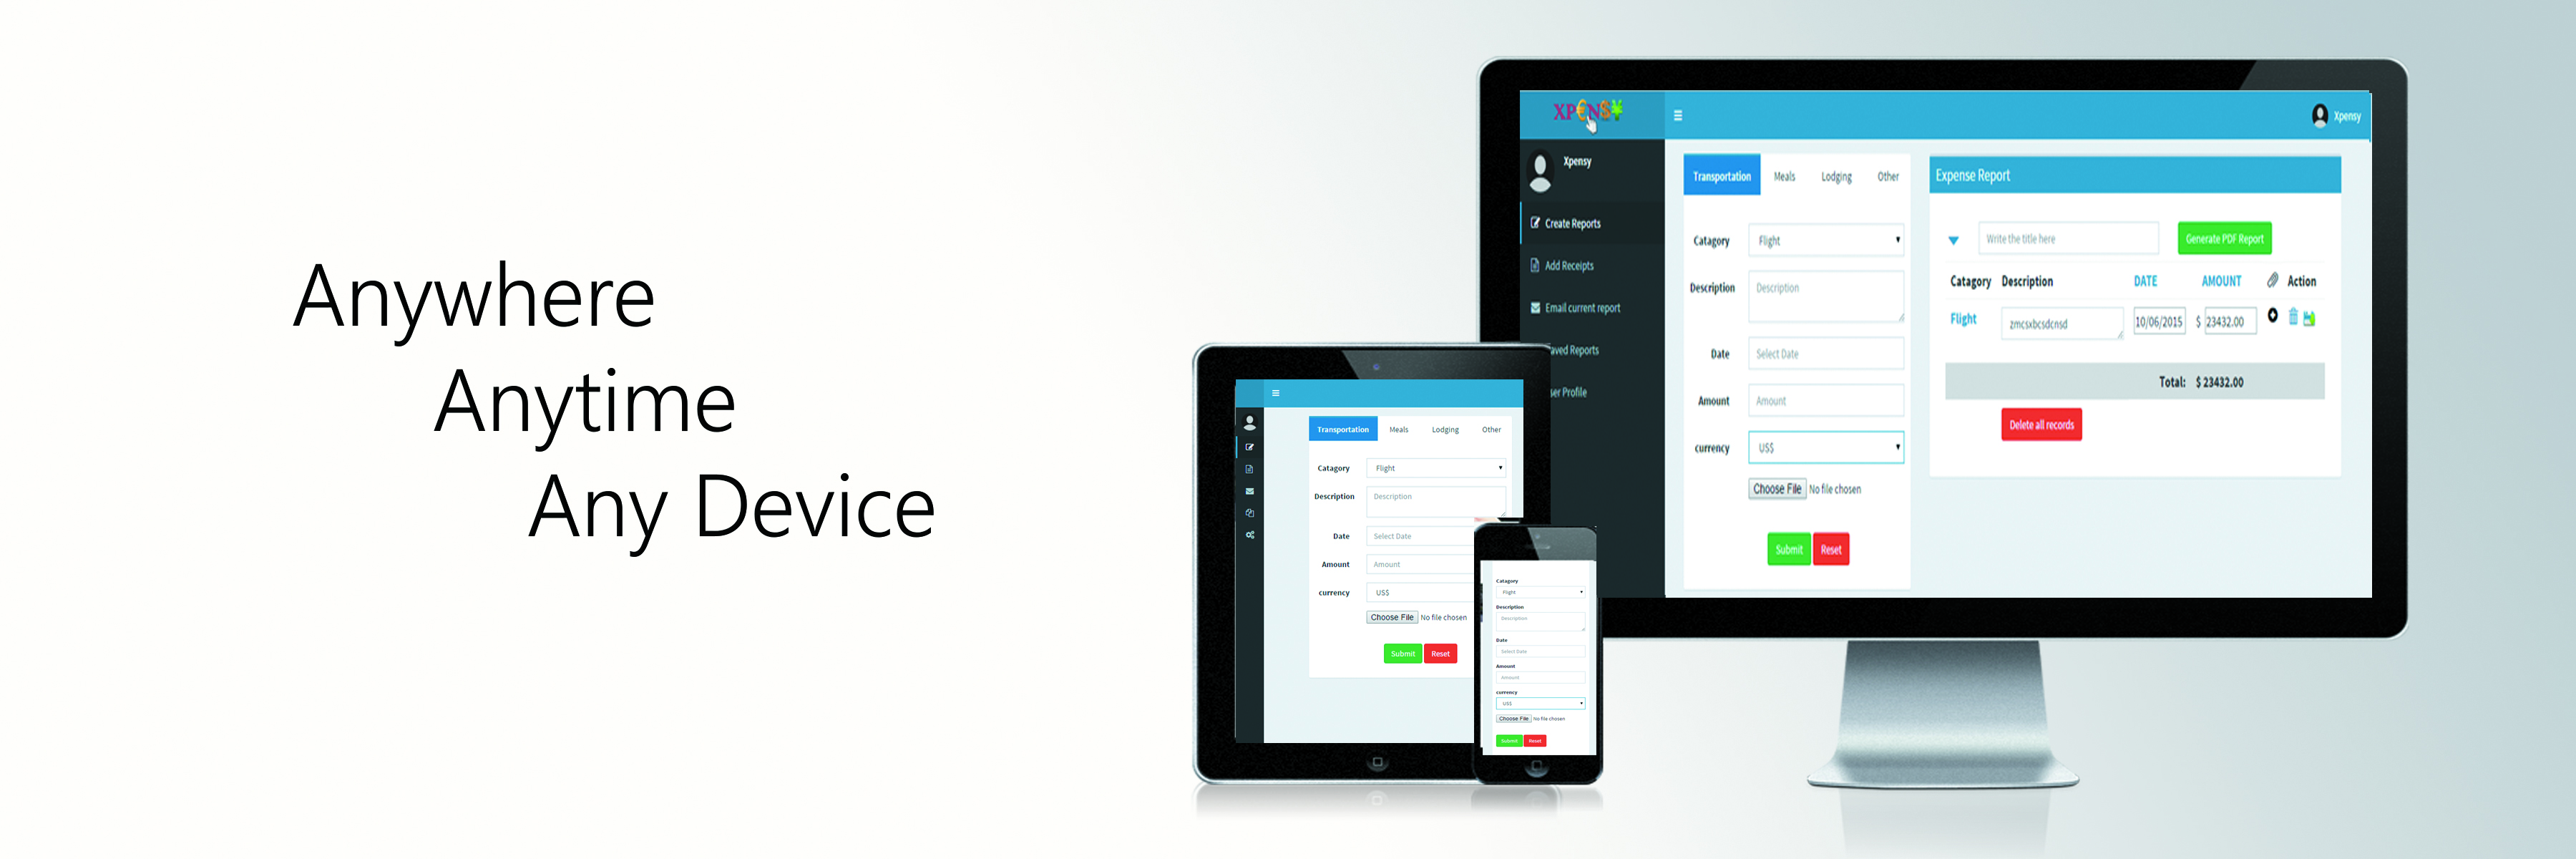 Anywhere
Anytime
Any Device
XP€N$¥
Xpensy
Xpensy
Create Reports
Add Receipts
Email current report
aved Reports
ser Profile
Transportation Meals Lodging Other
Catagory Flight
Description Description
Date Select Date
Amount Amount
currency US$
Choose File No file chosen
Submit Reset
Expense Report
Write the title here Generate PDF Report
Catagory Description DATE AMOUNT Action
Flight zmcsxbcsdcnsd 10/06/2015 $ 23432.00
Total: $ 23432.00
Delete all records
Transportation Meals Lodging Other
Catagory Flight
Description Description
Date Select Date
Amount Amount
currency US$
Choose File No file chosen
Submit Reset
Catagory
Flight
Description
Description
Date
Select Date
Amount
Amount
currency
US$
Choose File No file chosen
Submit Reset